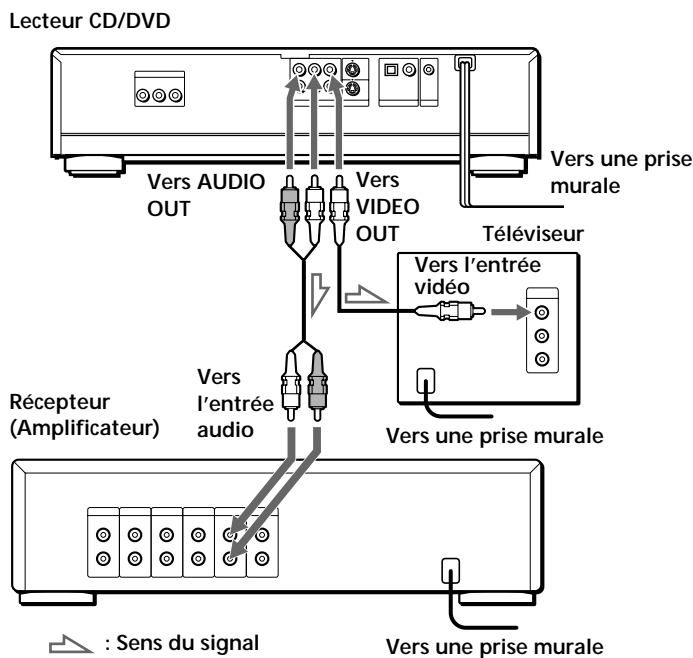 Lecteur CD/DVD
Vers AUDIO
OUT
Vers
VIDEO
OUT
Vers une prise
murale
Téléviseur
Vers l'entrée
vidéo
Vers
l'entrée
audio
Récepteur
(Amplificateur)
Vers une prise murale
: Sens du signal
Vers une prise murale